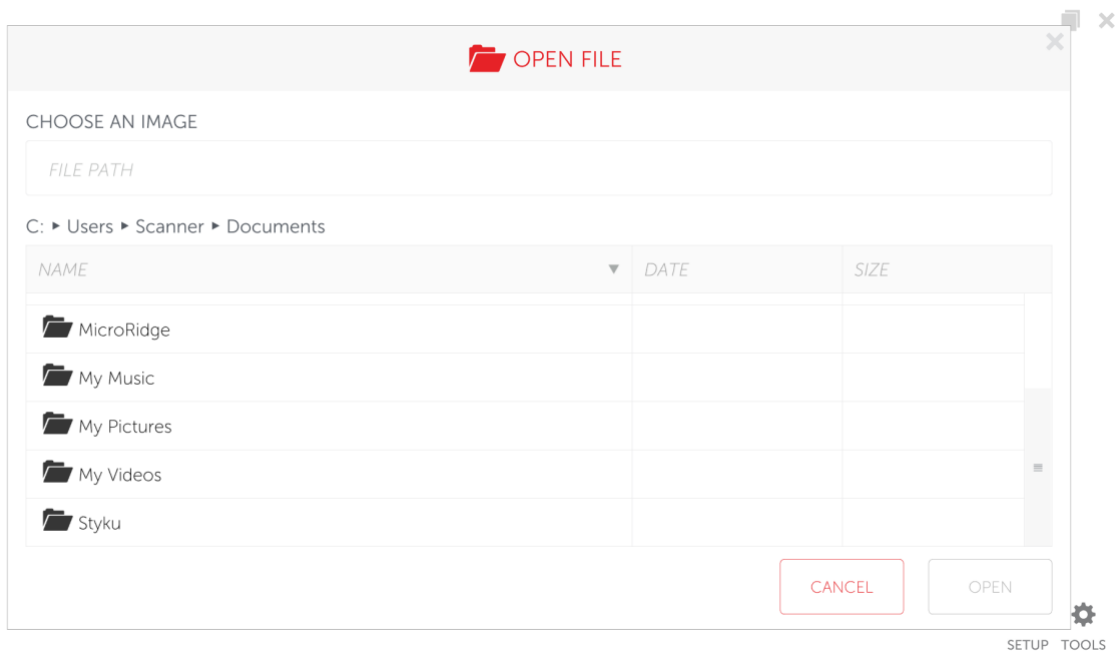 OPEN FILE
CHOOSE AN IMAGE
FILE PATH
C: ▸ Users ▸ Scanner ▸ Documents
NAME ▼ DATE SIZE
MicroRidge
My Music
My Pictures
My Videos
Styku
CANCEL OPEN
SETUP TOOLS